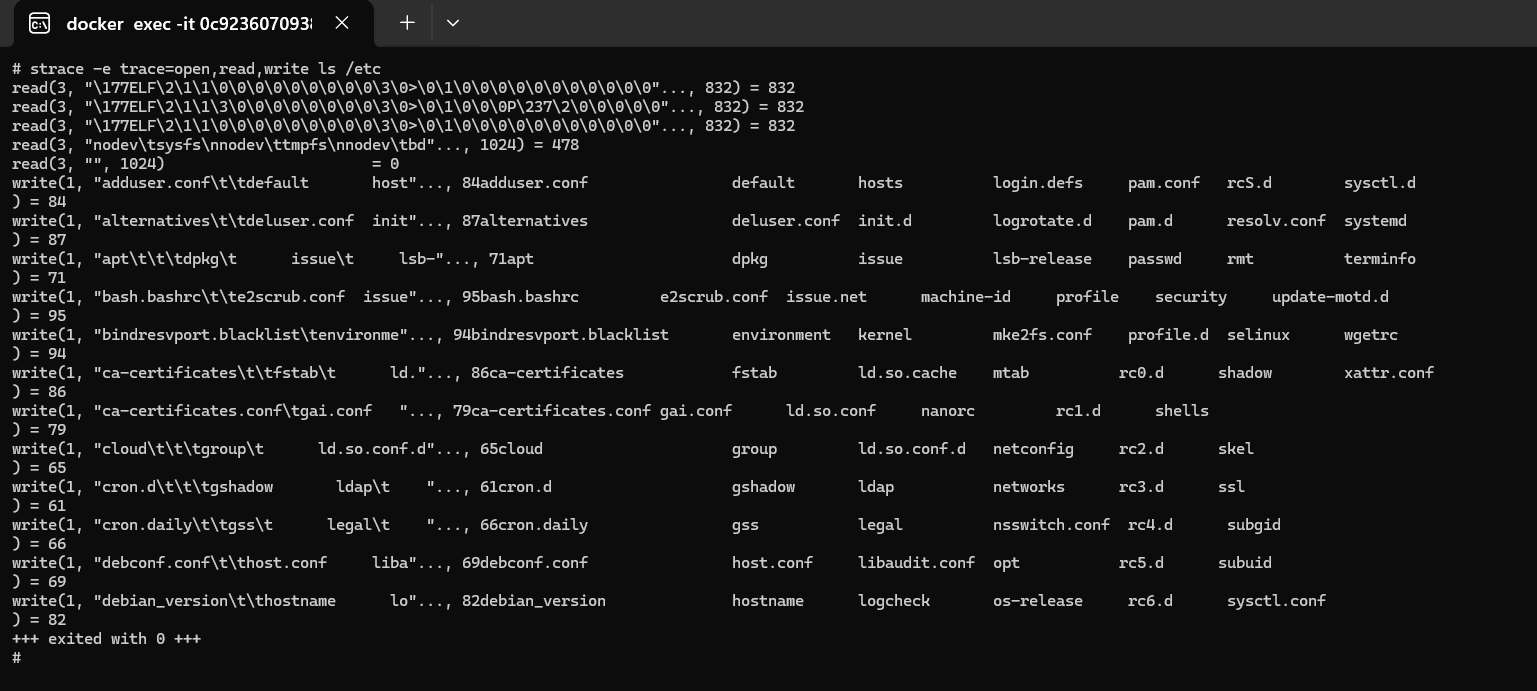 docker exec -it 0c9236070938
# strace -e trace=open,read,write ls /etc
read(3, "\177ELF\2\1\1\0\0\0\0\0\0\0\0\0\3\0>\0\1\0\0\0\0\0\0\0\0\0\0\0"..., 832) = 832
read(3, "\177ELF\2\1\1\3\0\0\0\0\0\0\0\0\3\0>\0\1\0\0\0P\237\2\0\0\0\0\0"..., 832) = 832
read(3, "\177ELF\2\1\1\0\0\0\0\0\0\0\0\0\3\0>\0\1\0\0\0\0\0\0\0\0\0\0\0"..., 832) = 832
read(3, "nodev\tsysfs\nnodev\ttmpfs\nnodev\tbd"..., 1024) = 478
read(3, "", 1024)                       = 0
write(1, "adduser.conf\t\tdefault       host"..., 84adduser.conf                default       hosts          login.defs     pam.conf   rcS.d        sysctl.d
) = 84
write(1, "alternatives\t\tdeluser.conf  init"..., 87alternatives                deluser.conf  init.d         logrotate.d    pam.d      resolv.conf  systemd
) = 87
write(1, "apt\t\t\t\tdpkg\t      issue\t     lsb-"..., 71apt                      dpkg          issue          lsb-release    passwd     rmt          terminfo
) = 71
write(1, "bash.bashrc\t\te2scrub.conf  issue"..., 95bash.bashrc         e2scrub.conf  issue.net      machine-id     profile    security     update-motd.d
) = 95
write(1, "bindresvport.blacklist\tenvironme"..., 94bindresvport.blacklist       environment   kernel         mke2fs.conf    profile.d  selinux      wgetrc
) = 94
write(1, "ca-certificates\t\tfstab\t      ld."..., 86ca-certificates            fstab         ld.so.cache    mtab          rc0.d      shadow        xattr.conf
) = 86
write(1, "ca-certificates.conf\tgai.conf   "..., 79ca-certificates.conf gai.conf      ld.so.conf     nanorc         rc1.d      shells
) = 79
write(1, "cloud\t\t\tgroup\t      ld.so.conf.d"..., 65cloud                     group         ld.so.conf.d   netconfig     rc2.d      skel
) = 65
write(1, "cron.d\t\t\tgshadow       ldap\t    "..., 61cron.d                    gshadow       ldap           networks      rc3.d      ssl
) = 61
write(1, "cron.daily\t\tgss\t      legal\t    "..., 66cron.daily                gss           legal          nsswitch.conf  rc4.d      subgid
) = 66
write(1, "debconf.conf\t\thost.conf     liba"..., 69debconf.conf                host.conf     libaudit.conf  opt           rc5.d      subuid
) = 69
write(1, "debian_version\t\thostname      lo"..., 82debian_version              hostname      logcheck       os-release     rc6.d      sysctl.conf
) = 82
+++ exited with 0 +++
#